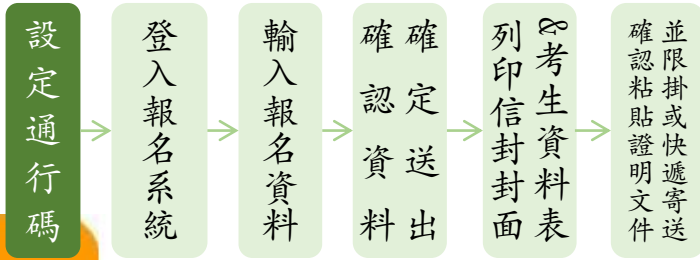 設定通行碼
登入報名系統
輸入報名資料
確認資料
確定送出
列印信封封面
&考生資料表
確認粘貼證明文件
並限掛或快遞寄送